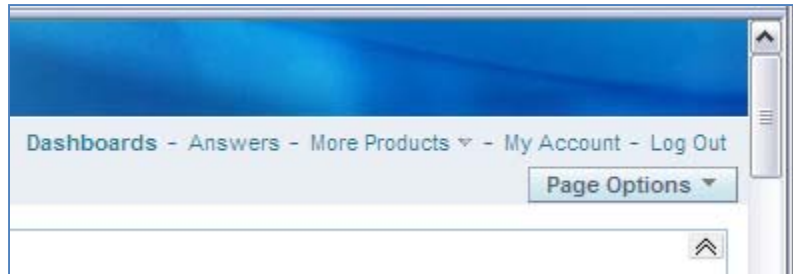 Dashboards - Answers - More Products - My Account - Log Out
Page Options